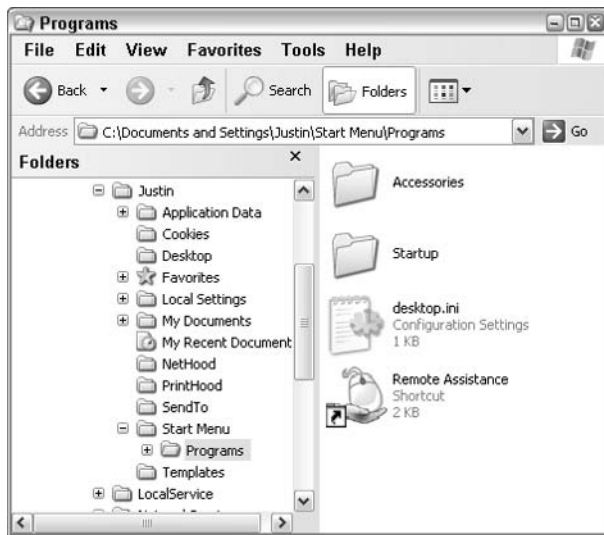 Programs
File Edit View Favorites Tools Help
Back Search Folders
Address C:\Documents and Settings\Justin\Start Menu\Programs Go
Folders
Justin
Application Data
Cookies
Desktop
Favorites
Local Settings
My Documents
My Recent Document
NetHood
PrintHood
SendTo
Start Menu
Programs
Templates
LocalService
Accessories
Startup
desktop.ini
Configuration Settings
1 KB
Remote Assistance
Shortcut
2 KB